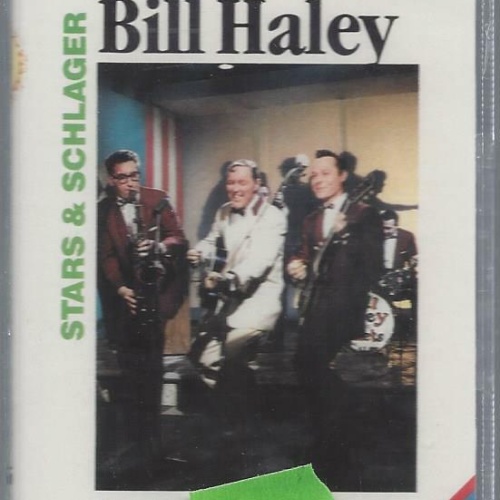 Bill Haley
STARS & SCHLAGER